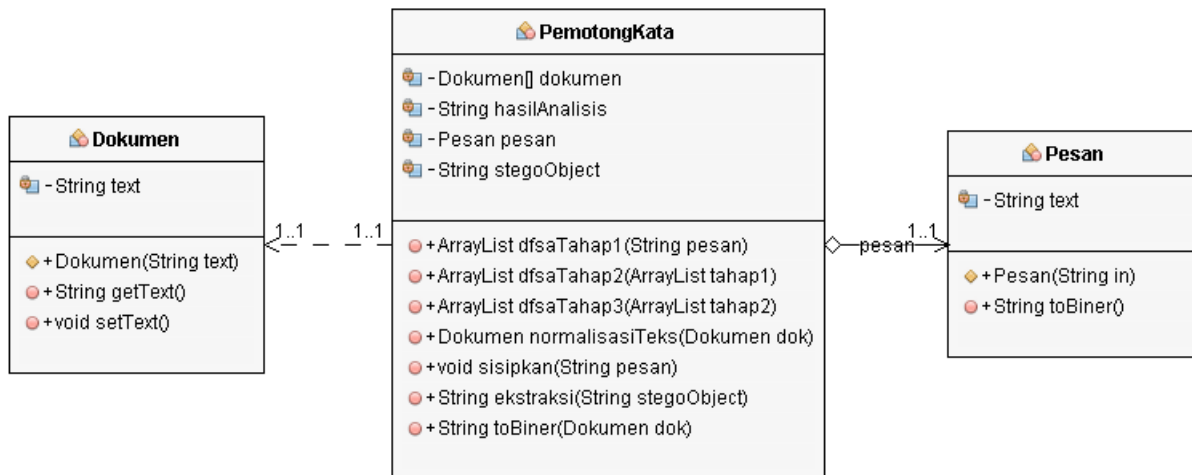 Dokumen
-String text
+Dokumen(String text)
+String getText()
+void setText()
1..1
1..1
PemotongKata
-Dokumen[] dokumen
-String hasilAnalisis
-Pesan pesan
-String stegoObject
+ArrayList dfsaTahap1(String pesan)
+ArrayList dfsaTahap2(ArrayList tahap1)
+ArrayList dfsaTahap3(ArrayList tahap2)
+Dokumen normalisasiTeks(Dokumen dok)
+void sisipkan(String pesan)
+String ekstraksi(String stegoObject)
+String toBiner(Dokumen dok)
pesan
1..1
Pesan
-String text
+Pesan(String in)
+String toBiner()